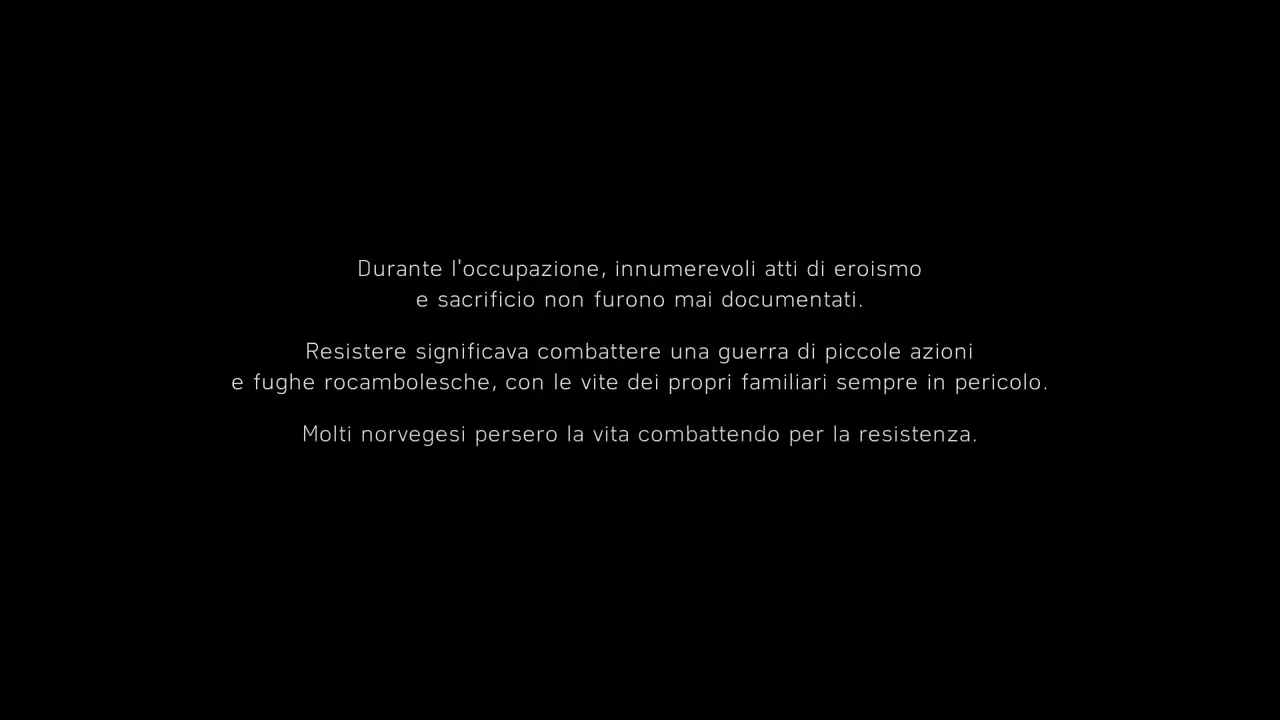 Durante l'occupazione, innumerevoli atti di eroismo
e sacrificio non furono mai documentati.
Resistere significava combattere una guerra di piccole azioni
e fughe rocambolesche, con le vite dei propri familiari sempre in pericolo.
Molti norvegesi persero la vita combattendo per la resistenza.